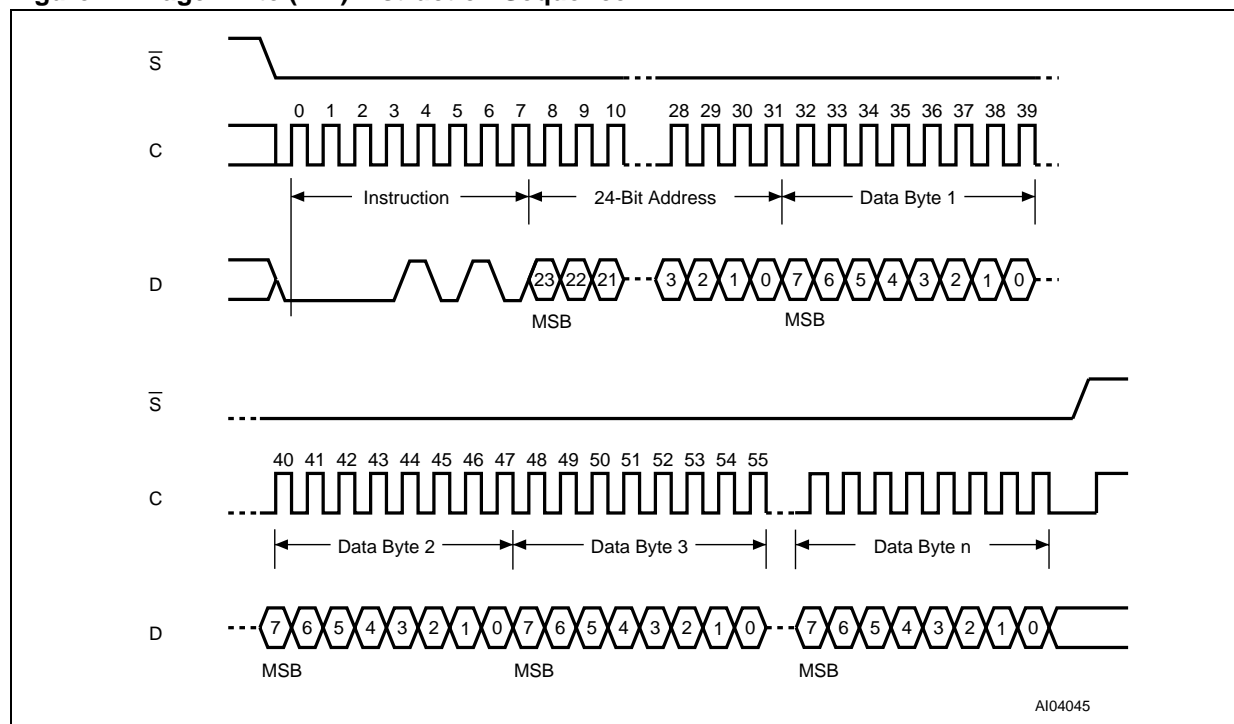 S
0 1 2 3 4 5 6 7 8 9 10 28 29 30 31 32 33 34 35 36 37 38 39
C
Instruction 24-Bit Address Data Byte 1
D 23 22 21 3 2 1 0 7 6 5 4 3 2 1 0
MSB MSB
S
40 41 42 43 44 45 46 47 48 49 50 51 52 53 54 55
C
Data Byte 2 Data Byte 3 Data Byte n
D 7 6 5 4 3 2 1 0 7 6 5 4 3 2 1 0 7 6 5 4 3 2 1 0
MSB MSB MSB
AI04045